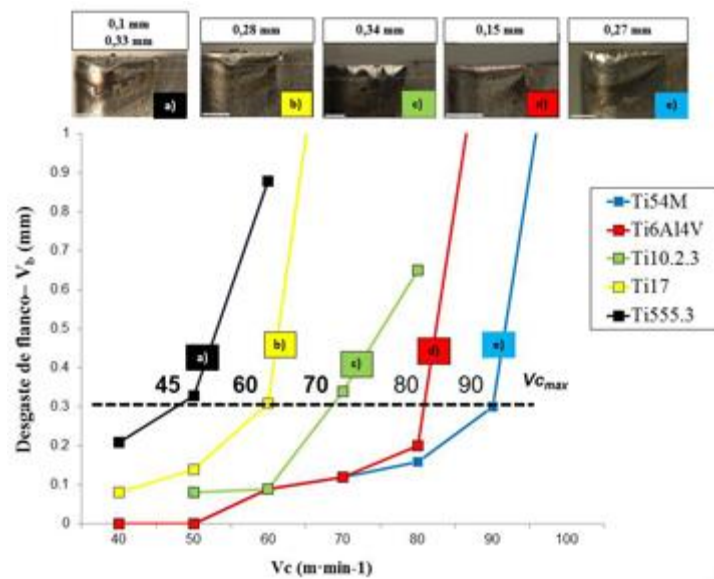 0,1 mm
0,33 mm
0,28 mm
0,34 mm
0,15 mm
0,27 mm
a)
b)
c)
d)
e)
Desgaste de flanco– Vb (mm)
1
0.9
0.8
0.7
0.6
0.5
0.4
0.3
0.2
0.1
0
a)
b)
c)
d)
e)
45 60 70 80 90 Vcmax
40 50 60 70 80 90 100
Vc (m·min-1)
Ti54M
Ti6Al4V
Ti10.2.3
Ti17
Ti555.3